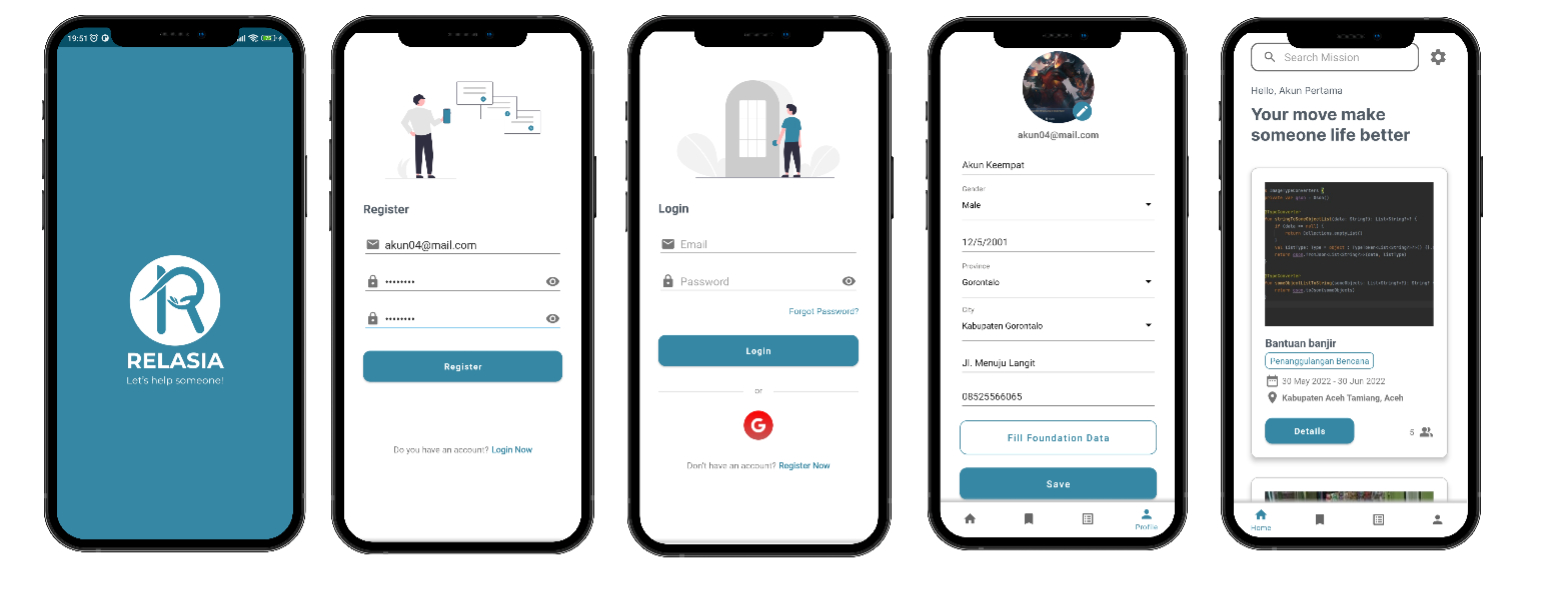 19:51
RELASIA
Let's help someone!
Register
akun04@mail.com
••••••••
••••••••
Register
Do you have an account? Login Now
Login
Email
Password
Forgot Password?
Login
or
G
Don't have an account? Register Now
akun04@mail.com
Akun Keempat
Gender
Male
12/5/2001
Province
Gorontalo
City
Kabupaten Gorontalo
Jl. Menuju Langit
08525566065
Fill Foundation Data
Save
Profile
Search Mission
Hello, Akun Pertama
Your move make
someone life better
Bantuan banjir
Penanggulangan Bencana
30 May 2022 - 30 Jun 2022
Kabupaten Aceh Tamiang, Aceh
Details
5
Home